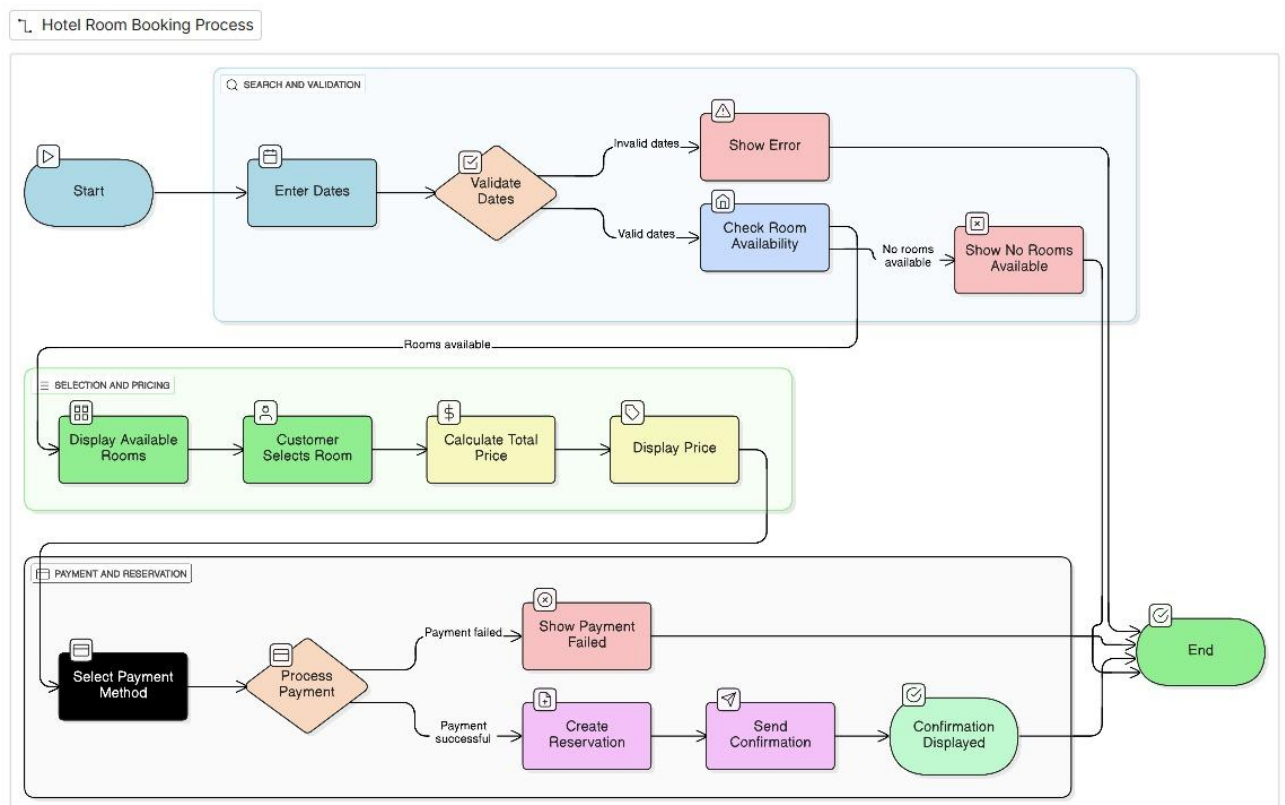 Hotel Room Booking Process
SEARCH AND VALIDATION
Start
Enter Dates
Validate
Dates
Invalid dates
Show Error
Valid dates
Check Room
Availability
No rooms
available
Show No Rooms
Available
Rooms available
SELECTION AND PRICING
Display Available
Rooms
Customer
Selects Room
Calculate Total
Price
Display Price
PAYMENT AND RESERVATION
Select Payment
Method
Process
Payment
Payment failed
Show Payment
Failed
Payment
successful
Create
Reservation
Send
Confirmation
Confirmation
Displayed
End